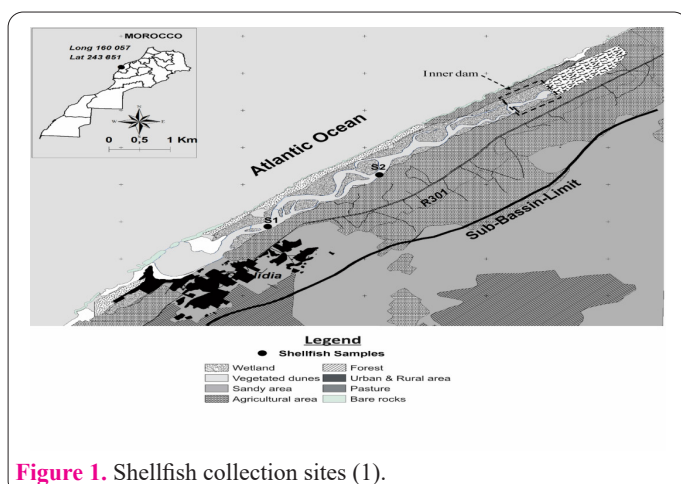 MOROCCO
Long 160 057
Lat 243 651
0 0,5 1 Km
Inner dam
Atlantic Ocean
S2
S1
R301
Sub-Bassin-Limit
Legend
Shellfish Samples
Wetland
Forest
Vegetated dunes
Urban & Rural area
Sandy area
Pasture
Agricultural area
Bare rocks
Figure 1. Shellfish collection sites (1).